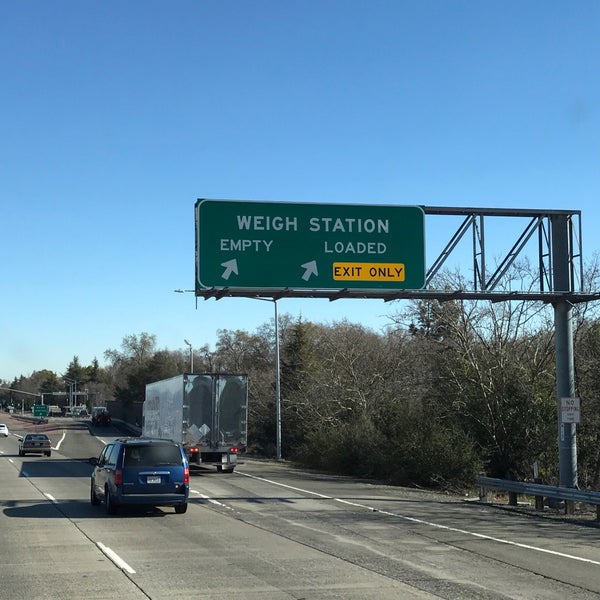 WEIGH STATION
EMPTY LOADED
EXIT ONLY
NO
STOPPING